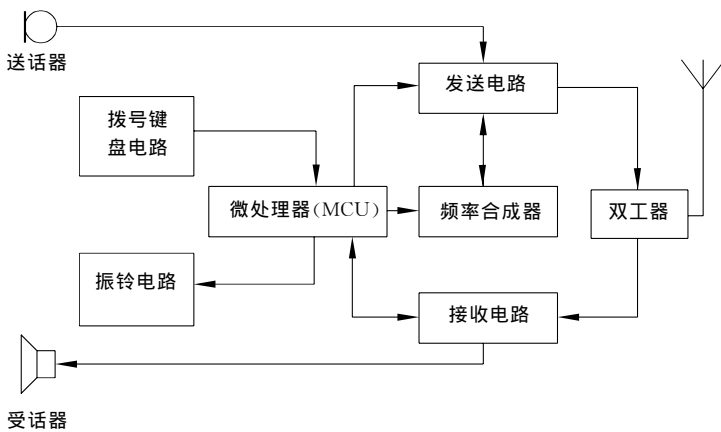 送话器
发送电路
拨号键
盘电路
微处理器(MCU)
频率合成器
双工器
振铃电路
接收电路
受话器